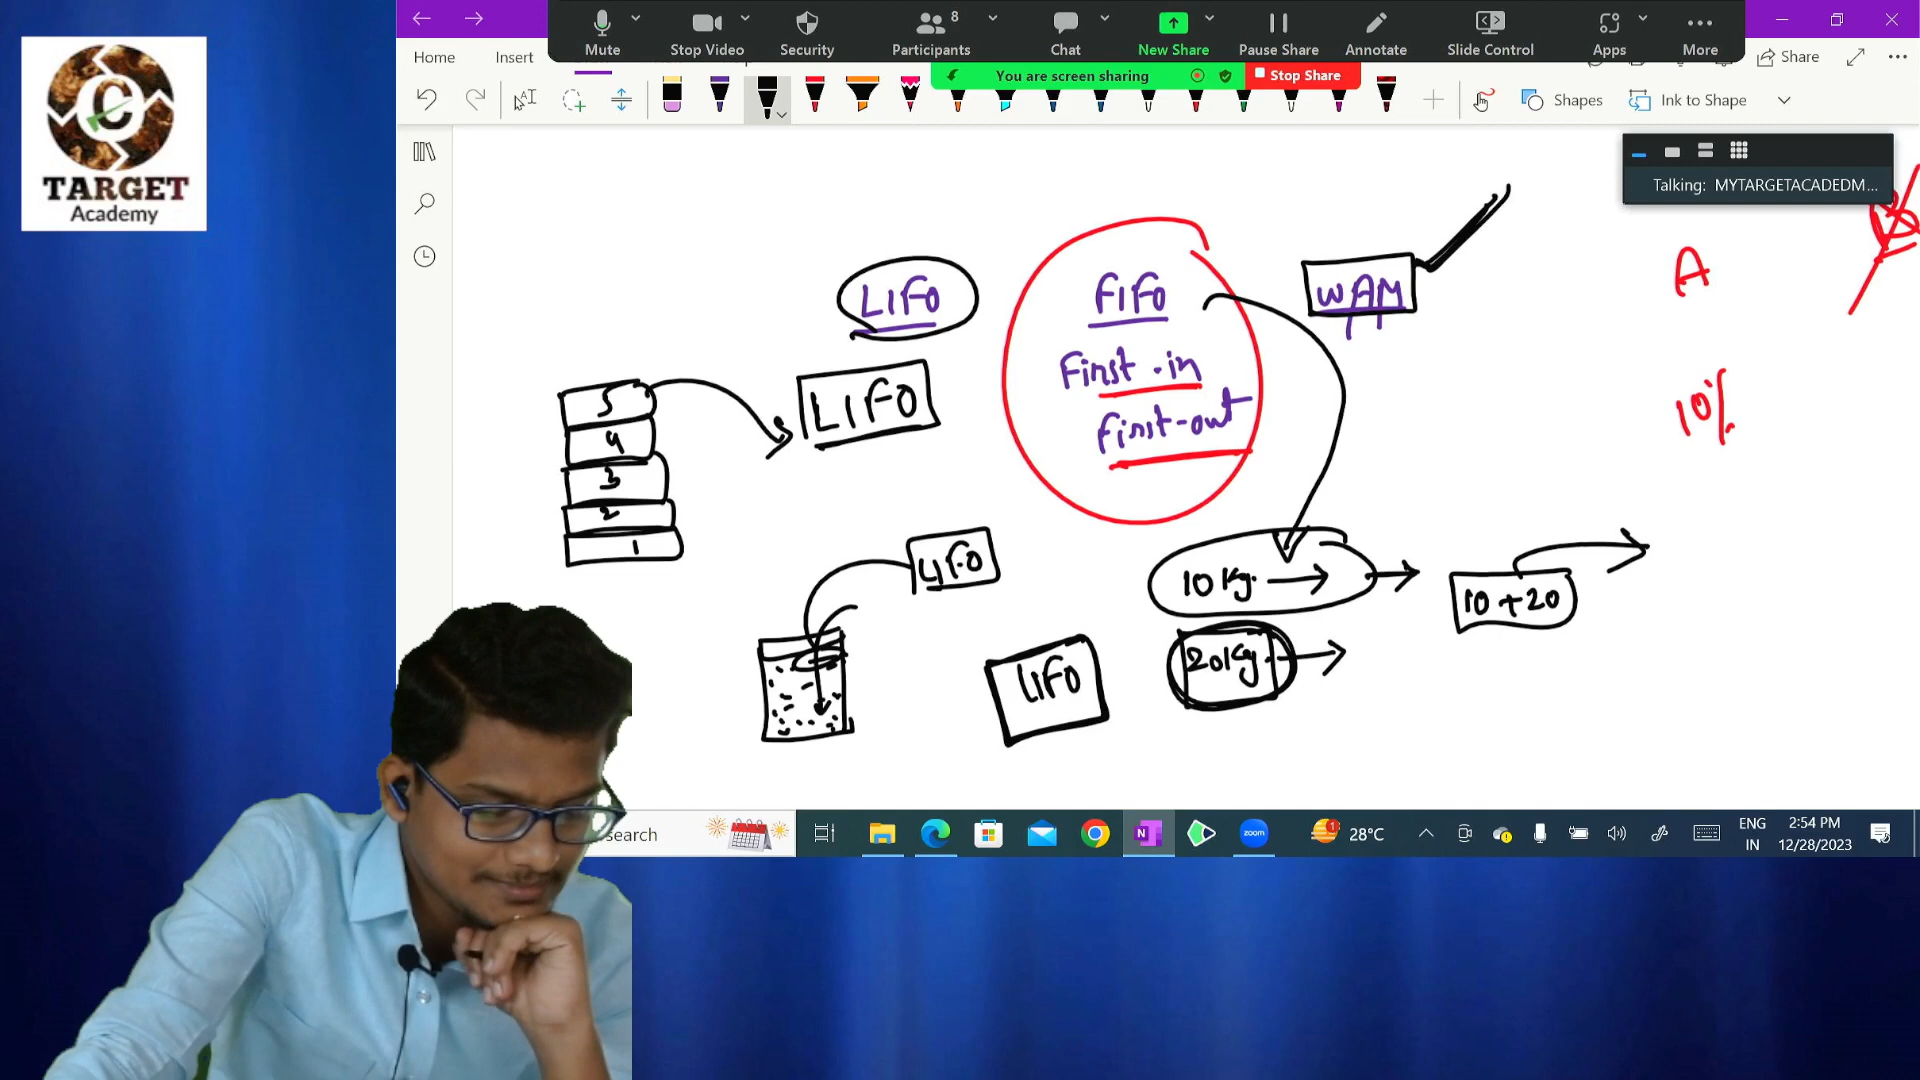 TARGET
Academy
Mute
Stop Video
Security
8
Participants
Chat
New Share
Pause Share
Annotate
Slide Control
Apps
More
Home
Insert
You are screen sharing
Stop Share
Share
Shapes
Ink to Shape
Talking: MYTARGETACADEDM...
LIFO
FIFO
WAM
A
First-in
First-out
10%
LIFO
5
4
3
2
1
LIFO
10 Kg
10+20
LIFO
20 Kg
search
28°C
ENG
IN
2:54 PM
12/28/2023
zoom